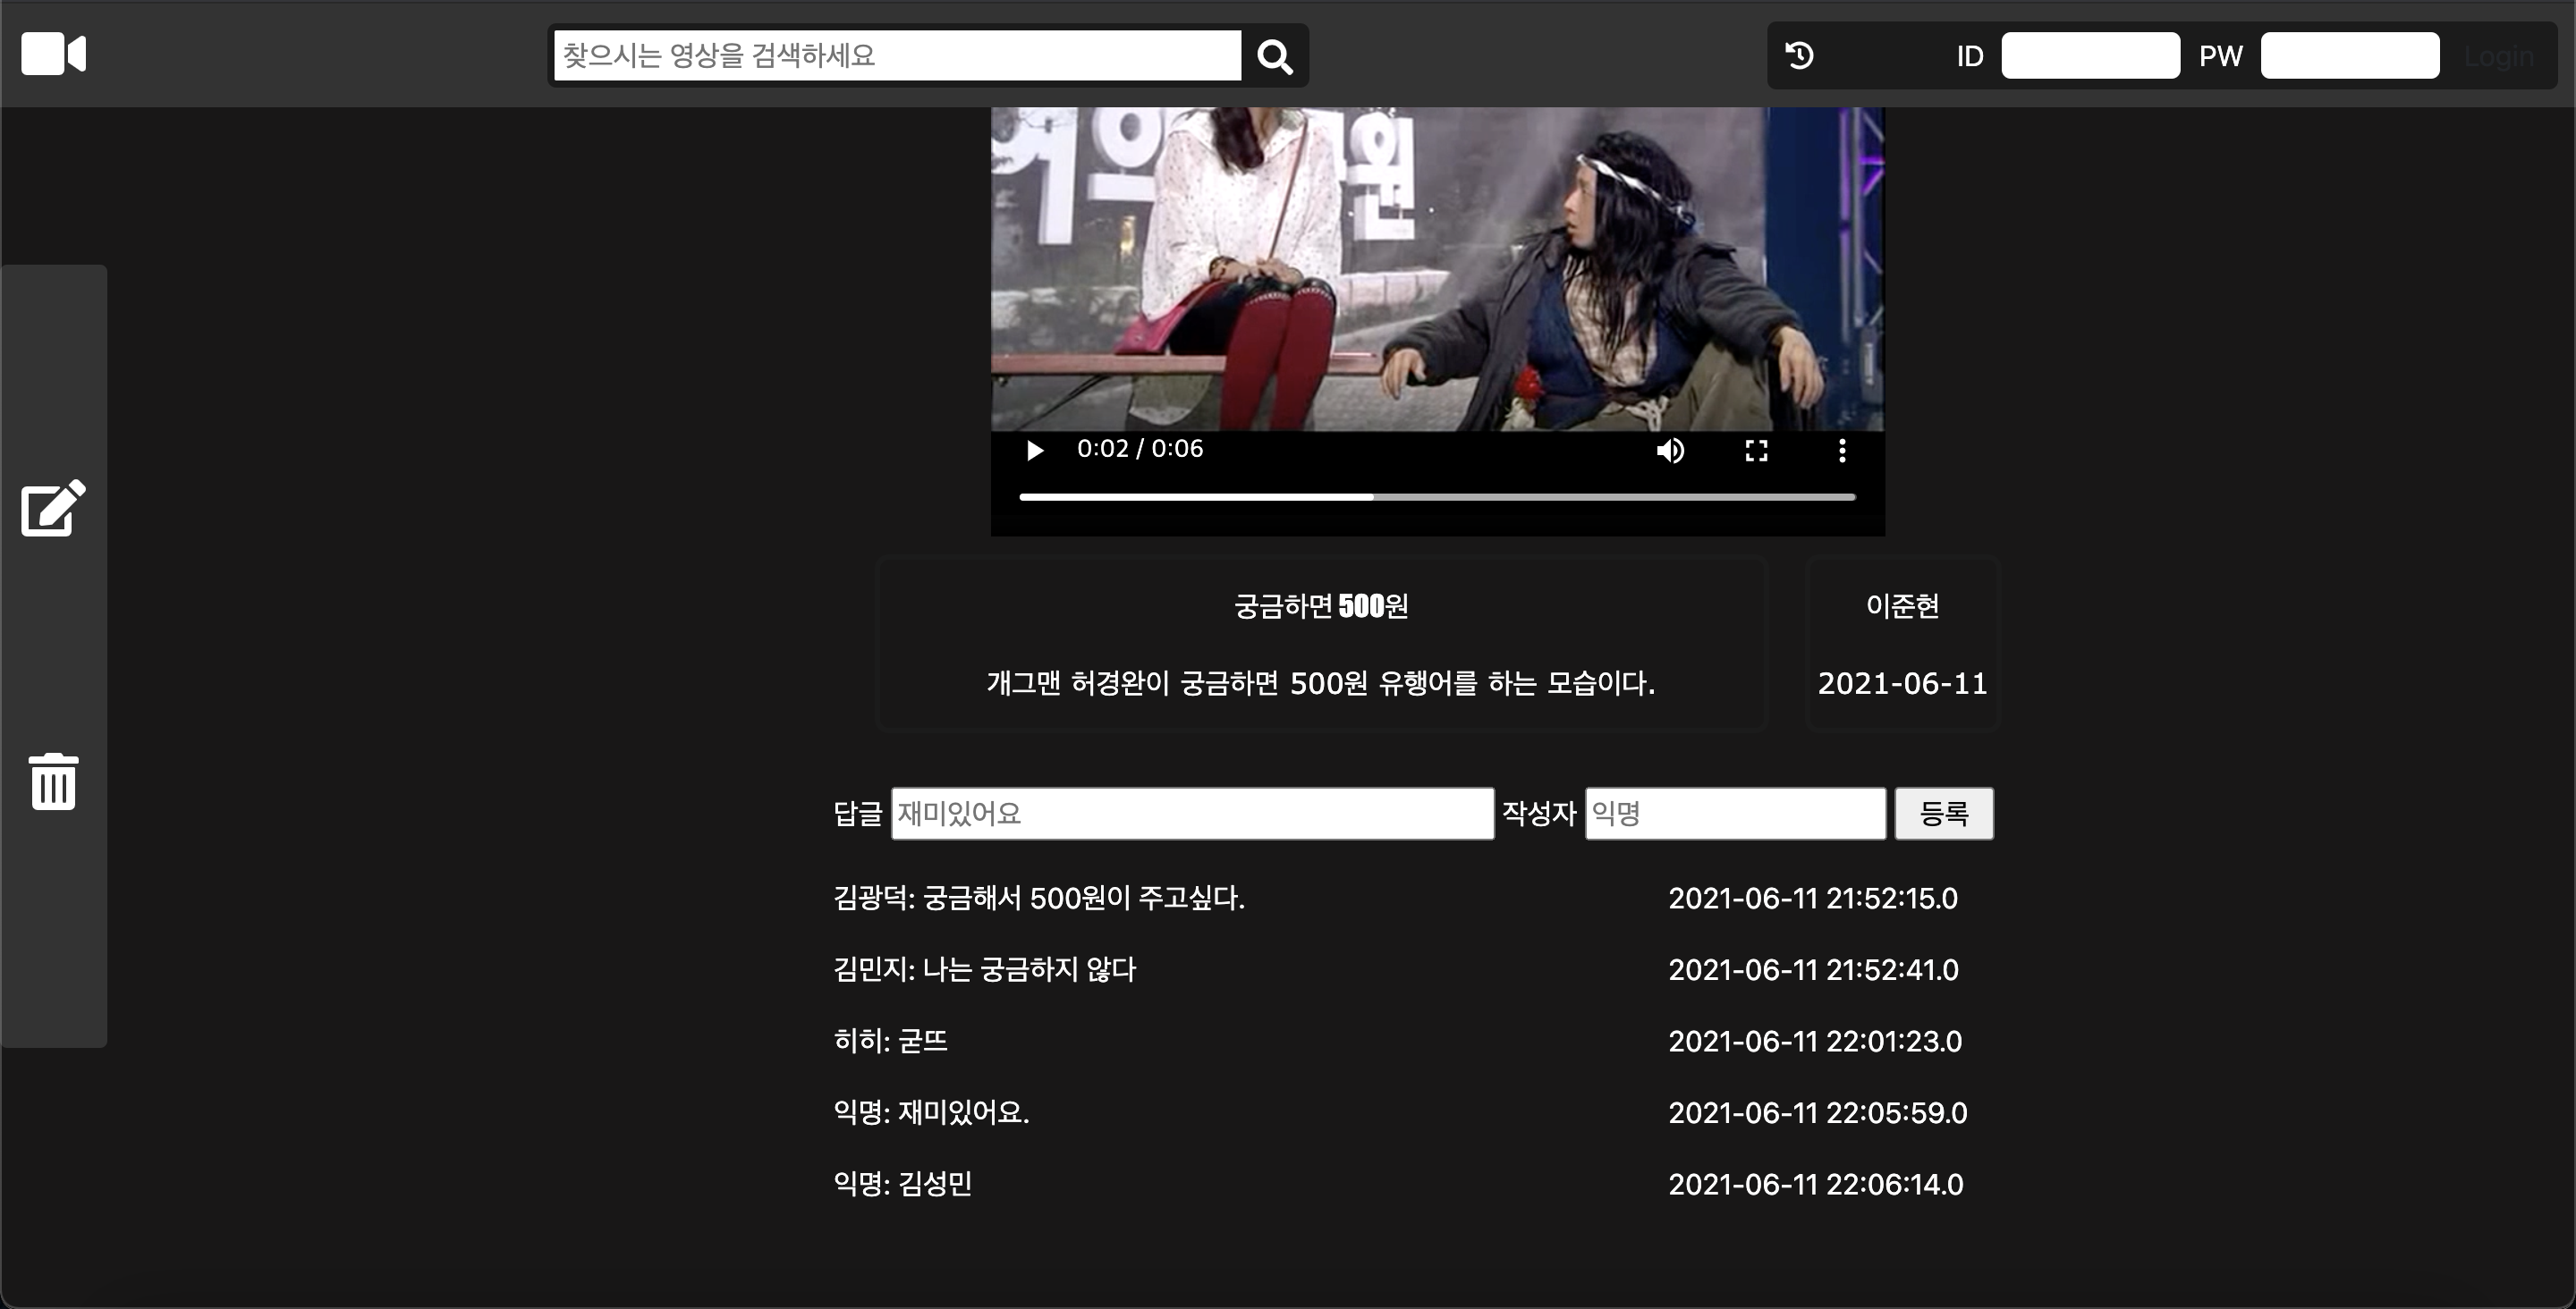 찾으시는 영상을 검색하세요
ID PW Login
여의 원
0:02 / 0:06
궁금하면 500원
이준현
개그맨 허경완이 궁금하면 500원 유행어를 하는 모습이다.
2021-06-11
답글 재미있어요 작성자 익명 등록
김광덕: 궁금해서 500원이 주고싶다. 2021-06-11 21:52:15.0
김민지: 나는 궁금하지 않다 2021-06-11 21:52:41.0
히히: 굳뜨 2021-06-11 22:01:23.0
익명: 재미있어요. 2021-06-11 22:05:59.0
익명: 김성민 2021-06-11 22:06:14.0